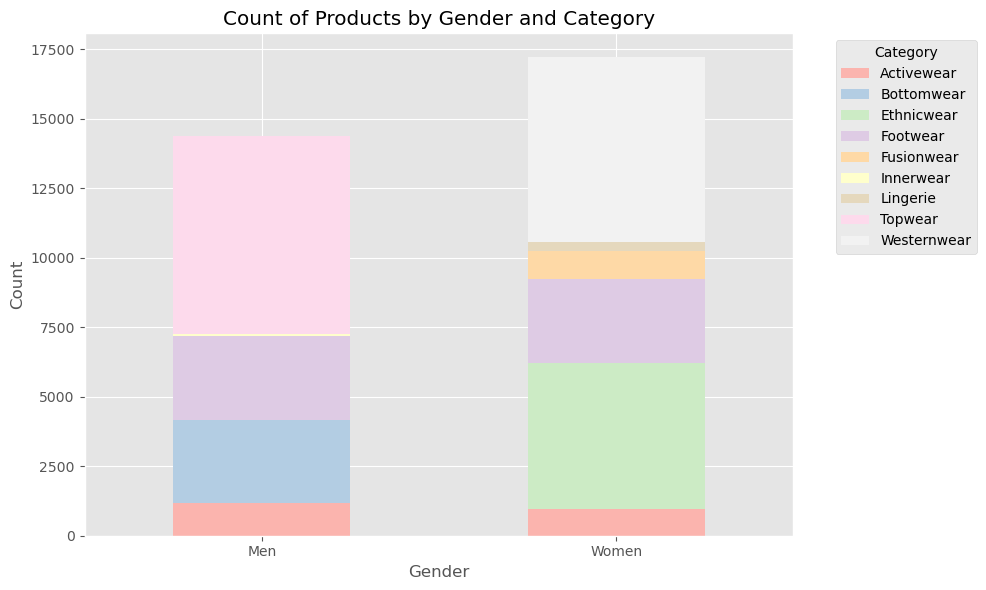 Count of Products by Gender and Category
17500
15000
12500
10000
7500
5000
2500
0
Count
Men
Women
Gender
Category
Activewear
Bottomwear
Ethnicwear
Footwear
Fusionwear
Innerwear
Lingerie
Topwear
Westernwear